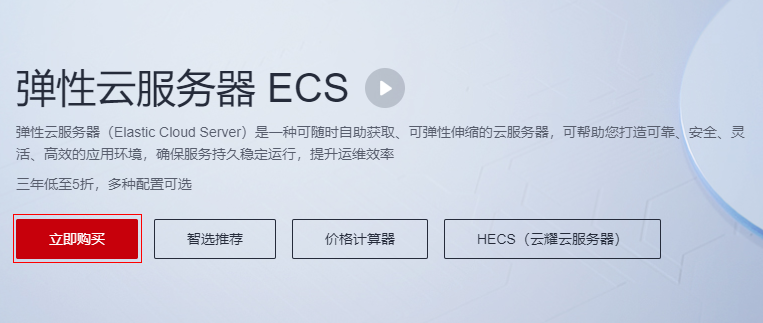 弹性云服务器 ECS
弹性云服务器（Elastic Cloud Server）是一种可随时自助获取、可弹性伸缩的云服务器，可帮助您打造可靠、安全、灵
活、高效的应用环境，确保服务持久稳定运行，提升运维效率
三年低至5折，多种配置可选
立即购买 智选推荐 价格计算器 HECS（云耀云服务器）